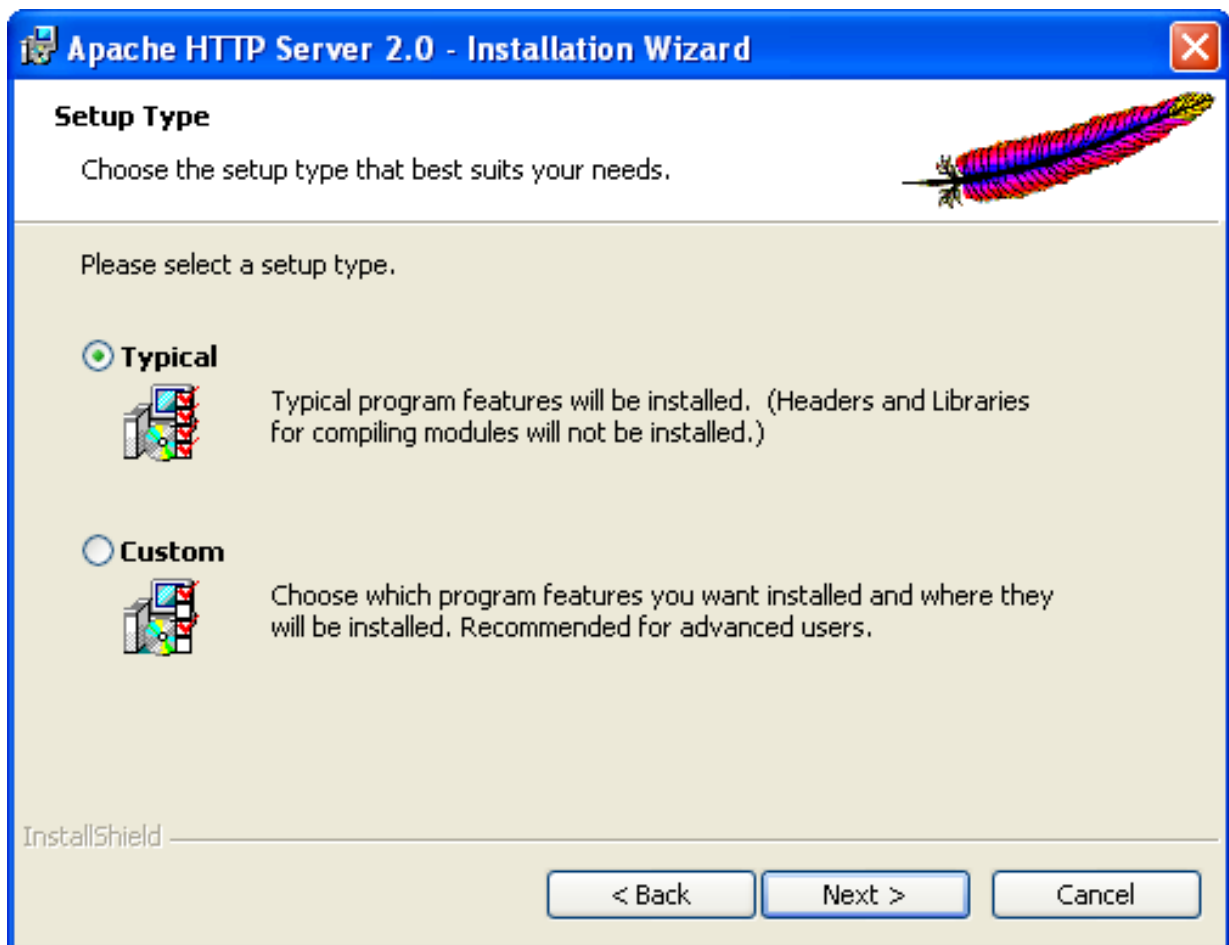 Apache HTTP Server 2.0 - Installation Wizard
Setup Type
Choose the setup type that best suits your needs.
Please select a setup type.
Typical
Typical program features will be installed.  (Headers and Libraries
for compiling modules will not be installed.)
Custom
Choose which program features you want installed and where they
will be installed. Recommended for advanced users.
InstallShield
< Back
Next >
Cancel